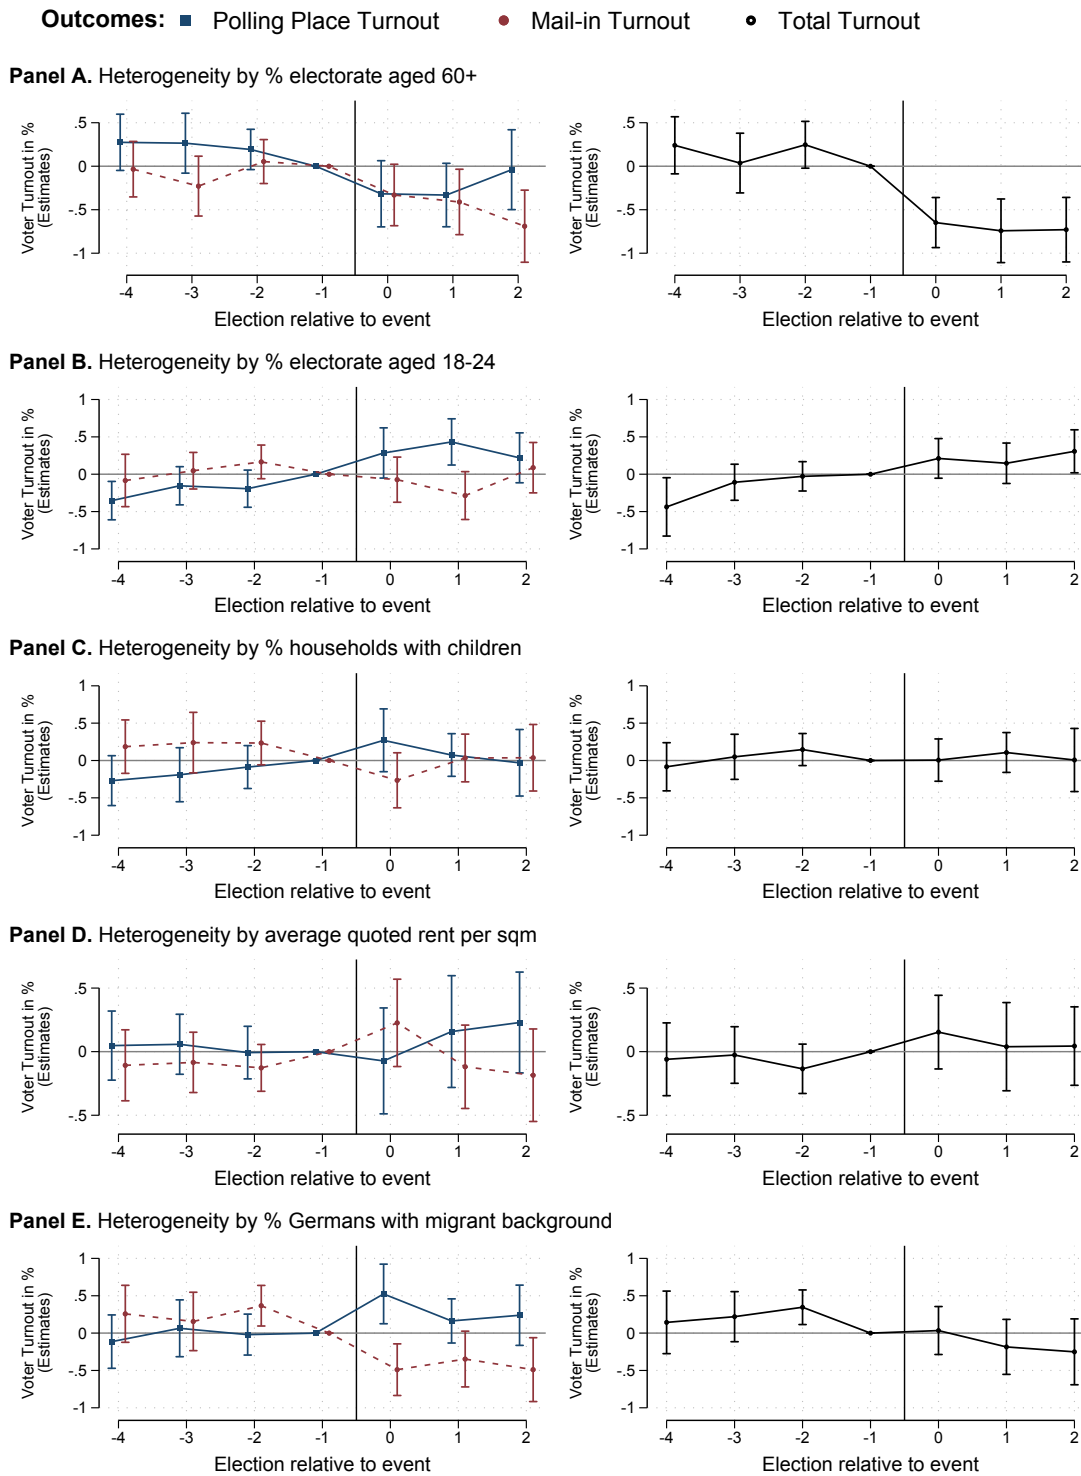 Outcomes: Polling Place Turnout Mail-in Turnout Total Turnout
Panel A. Heterogeneity by % electorate aged 60+
Voter Turnout in %
(Estimates)
.5
0
-.5
-1
-4 -3 -2 -1 0 1 2
Election relative to event
Voter Turnout in %
(Estimates)
.5
0
-.5
-1
-4 -3 -2 -1 0 1 2
Election relative to event
Panel B. Heterogeneity by % electorate aged 18-24
Voter Turnout in %
(Estimates)
1
.5
0
-.5
-1
-4 -3 -2 -1 0 1 2
Election relative to event
Voter Turnout in %
(Estimates)
1
.5
0
-.5
-1
-4 -3 -2 -1 0 1 2
Election relative to event
Panel C. Heterogeneity by % households with children
Voter Turnout in %
(Estimates)
1
.5
0
-.5
-1
-4 -3 -2 -1 0 1 2
Election relative to event
Voter Turnout in %
(Estimates)
1
.5
0
-.5
-1
-4 -3 -2 -1 0 1 2
Election relative to event
Panel D. Heterogeneity by average quoted rent per sqm
Voter Turnout in %
(Estimates)
.5
0
-.5
-4 -3 -2 -1 0 1 2
Election relative to event
Voter Turnout in %
(Estimates)
.5
0
-.5
-4 -3 -2 -1 0 1 2
Election relative to event
Panel E. Heterogeneity by % Germans with migrant background
Voter Turnout in %
(Estimates)
1
.5
0
-.5
-1
-4 -3 -2 -1 0 1 2
Election relative to event
Voter Turnout in %
(Estimates)
1
.5
0
-.5
-1
-4 -3 -2 -1 0 1 2
Election relative to event